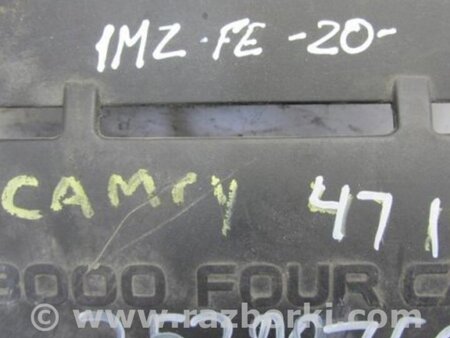 1MZ-FE -20-
CAMry 47
3000 FOUR C
© www.razborki.com